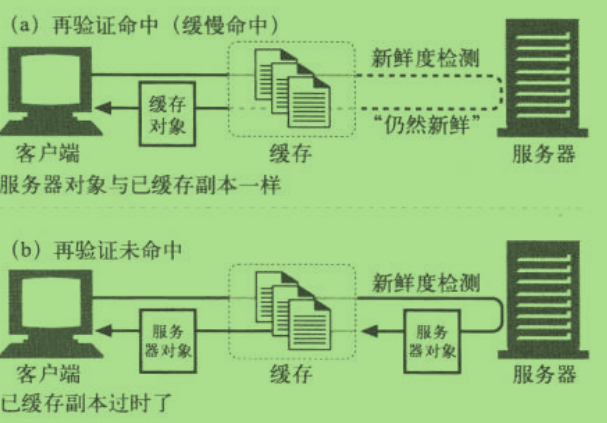 (a) 再验证命中（缓慢命中）
新鲜度检测
缓存
对象
“仍然新鲜”
客户端
缓存
服务器
服务器对象与已缓存副本一样
(b) 再验证未命中
新鲜度检测
服务
器对象
服务
器对象
客户端
缓存
服务器
已缓存副本过时了